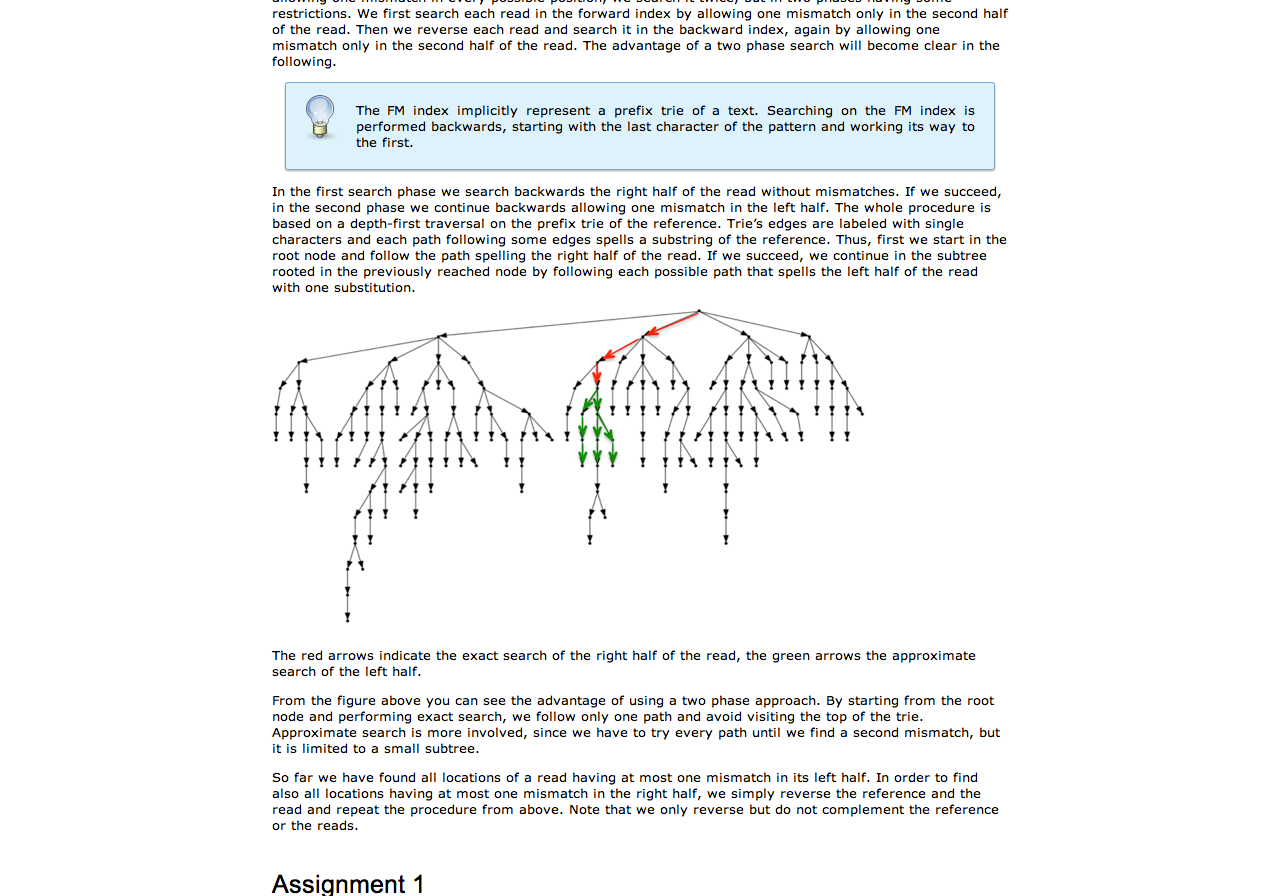 restrictions. We first search each read in the forward index by allowing one mismatch only in the second half
of the read. Then we reverse each read and search it in the backward index, again by allowing one
mismatch only in the second half of the read. The advantage of a two phase search will become clear in the
following.
The FM index implicitly represent a prefix trie of a text. Searching on the FM index is
performed backwards, starting with the last character of the pattern and working its way to
the first.
In the first search phase we search backwards the right half of the read without mismatches. If we succeed,
in the second phase we continue backwards allowing one mismatch in the left half. The whole procedure is
based on a depth-first traversal on the prefix trie of the reference. Trie’s edges are labeled with single
characters and each path following some edges spells a substring of the reference. Thus, first we start in the
root node and follow the path spelling the right half of the read. If we succeed, we continue in the subtree
rooted in the previously reached node by following each possible path that spells the left half of the read
with one substitution.
The red arrows indicate the exact search of the right half of the read, the green arrows the approximate
search of the left half.
From the figure above you can see the advantage of using a two phase approach. By starting from the root
node and performing exact search, we follow only one path and avoid visiting the top of the trie.
Approximate search is more involved, since we have to try every path until we find a second mismatch, but
it is limited to a small subtree.
So far we have found all locations of a read having at most one mismatch in its left half. In order to find
also all locations having at most one mismatch in the right half, we simply reverse the reference and the
read and repeat the procedure from above. Note that we only reverse but do not complement the reference
or the reads.
Assignment 1